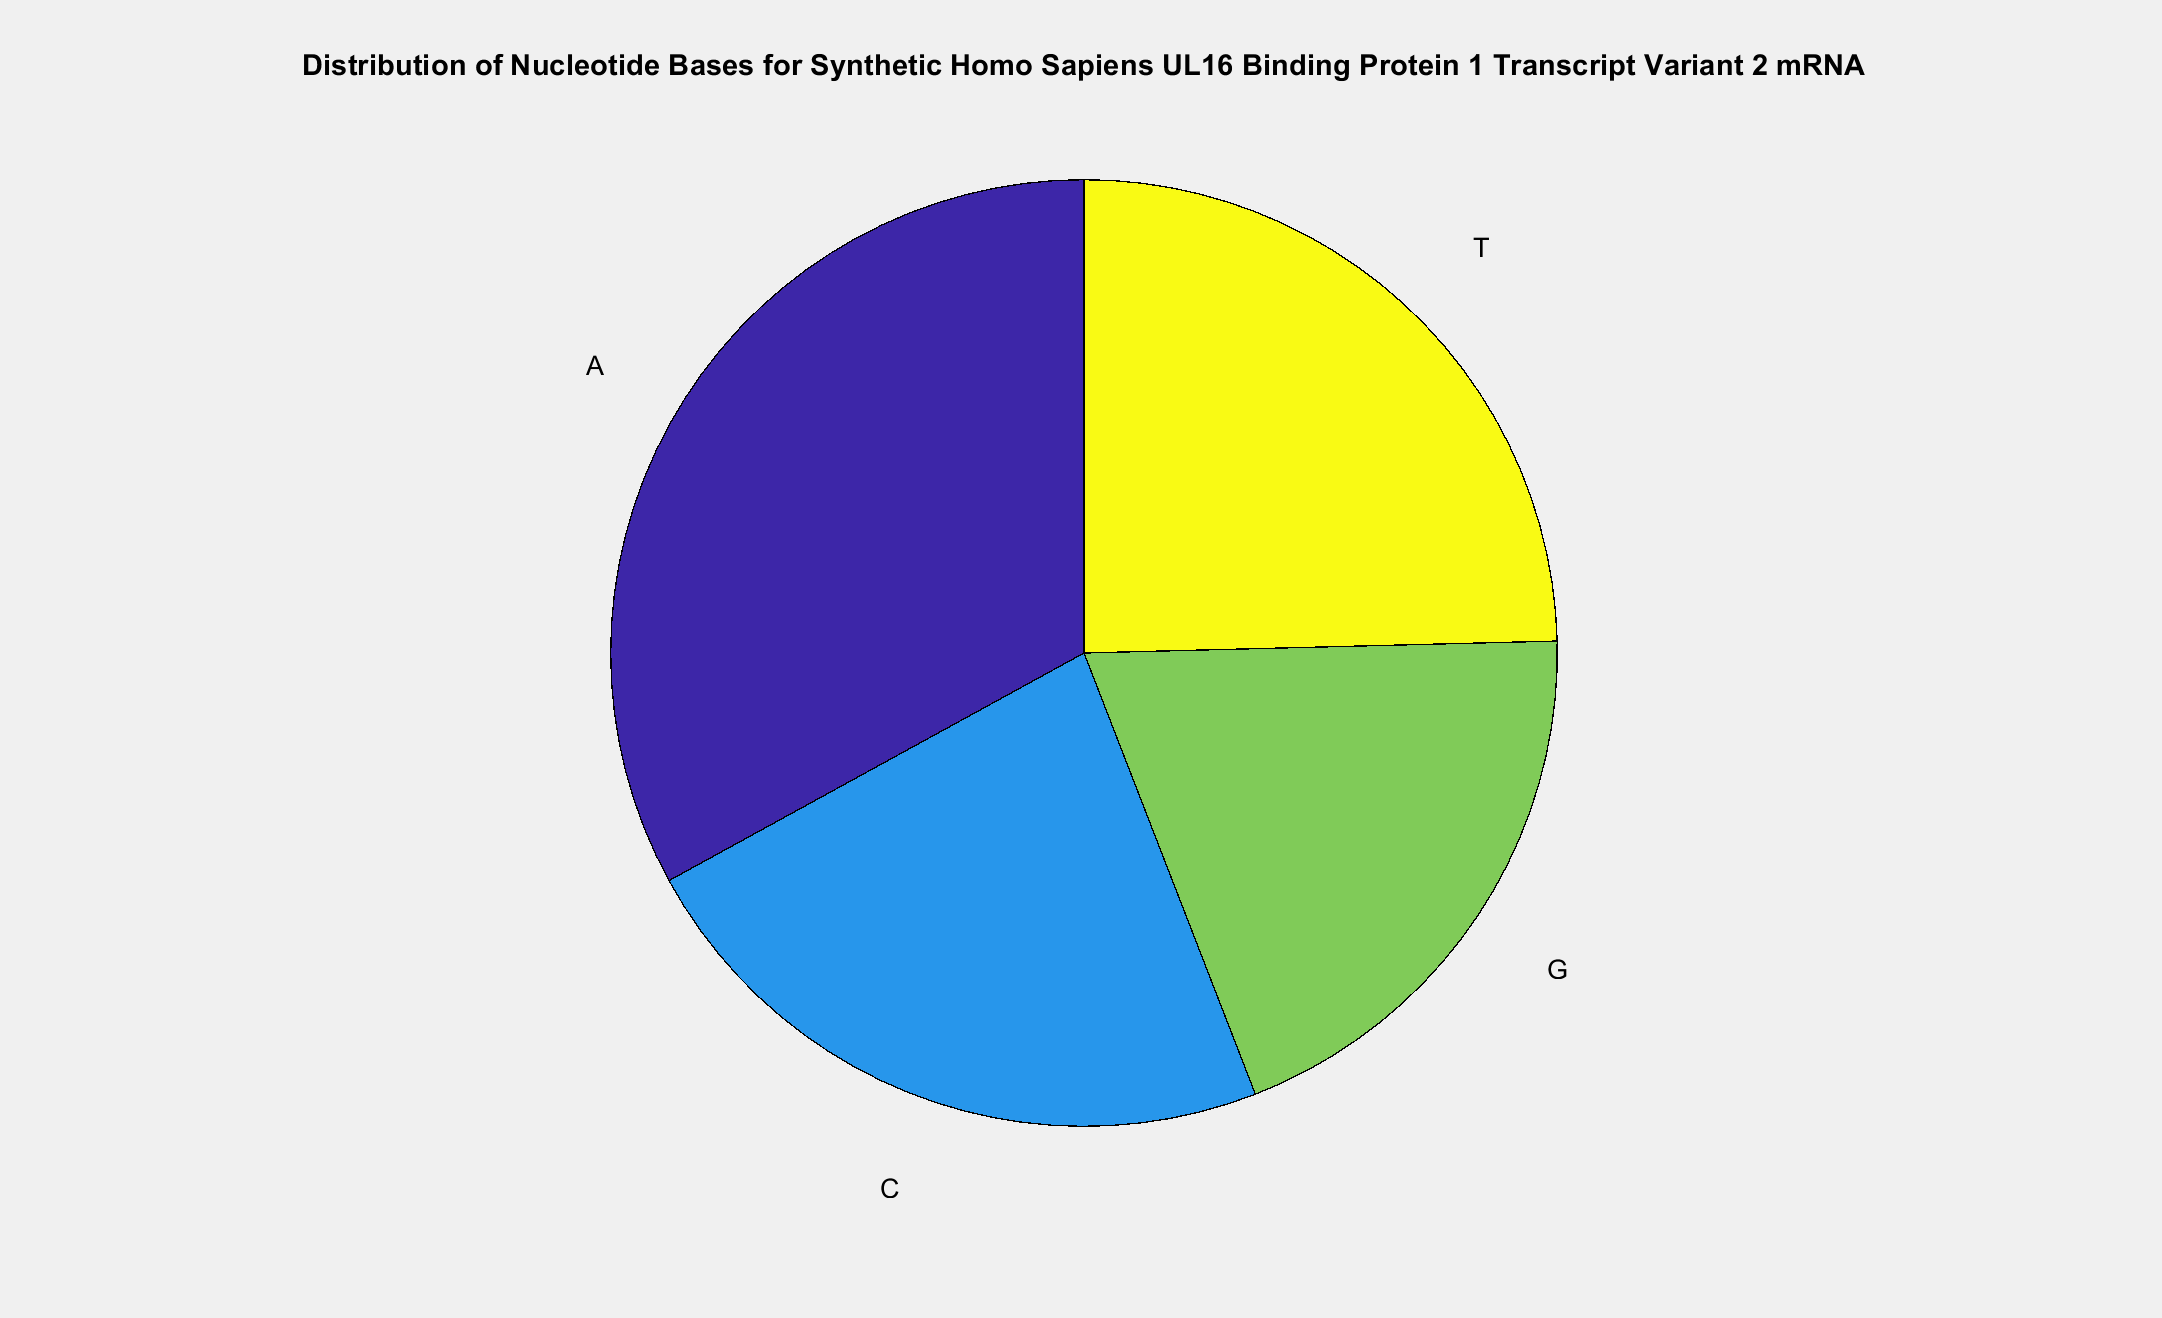 Distribution of Nucleotide Bases for Synthetic Homo Sapiens UL16 Binding Protein 1 Transcript Variant 2 mRNA
T
A
G
C